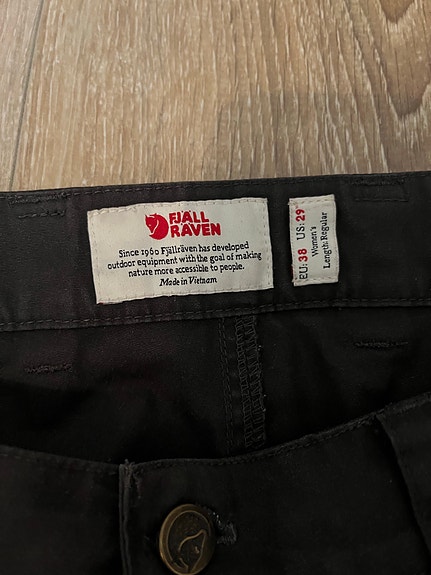 FJÄLL
RÄVEN
Since 1960 Fjällräven has developed
outdoor equipment with the goal of making
nature more accessible to people.
Made in Vietnam
EU: 38 US: 29"
Women's
Length: Regular